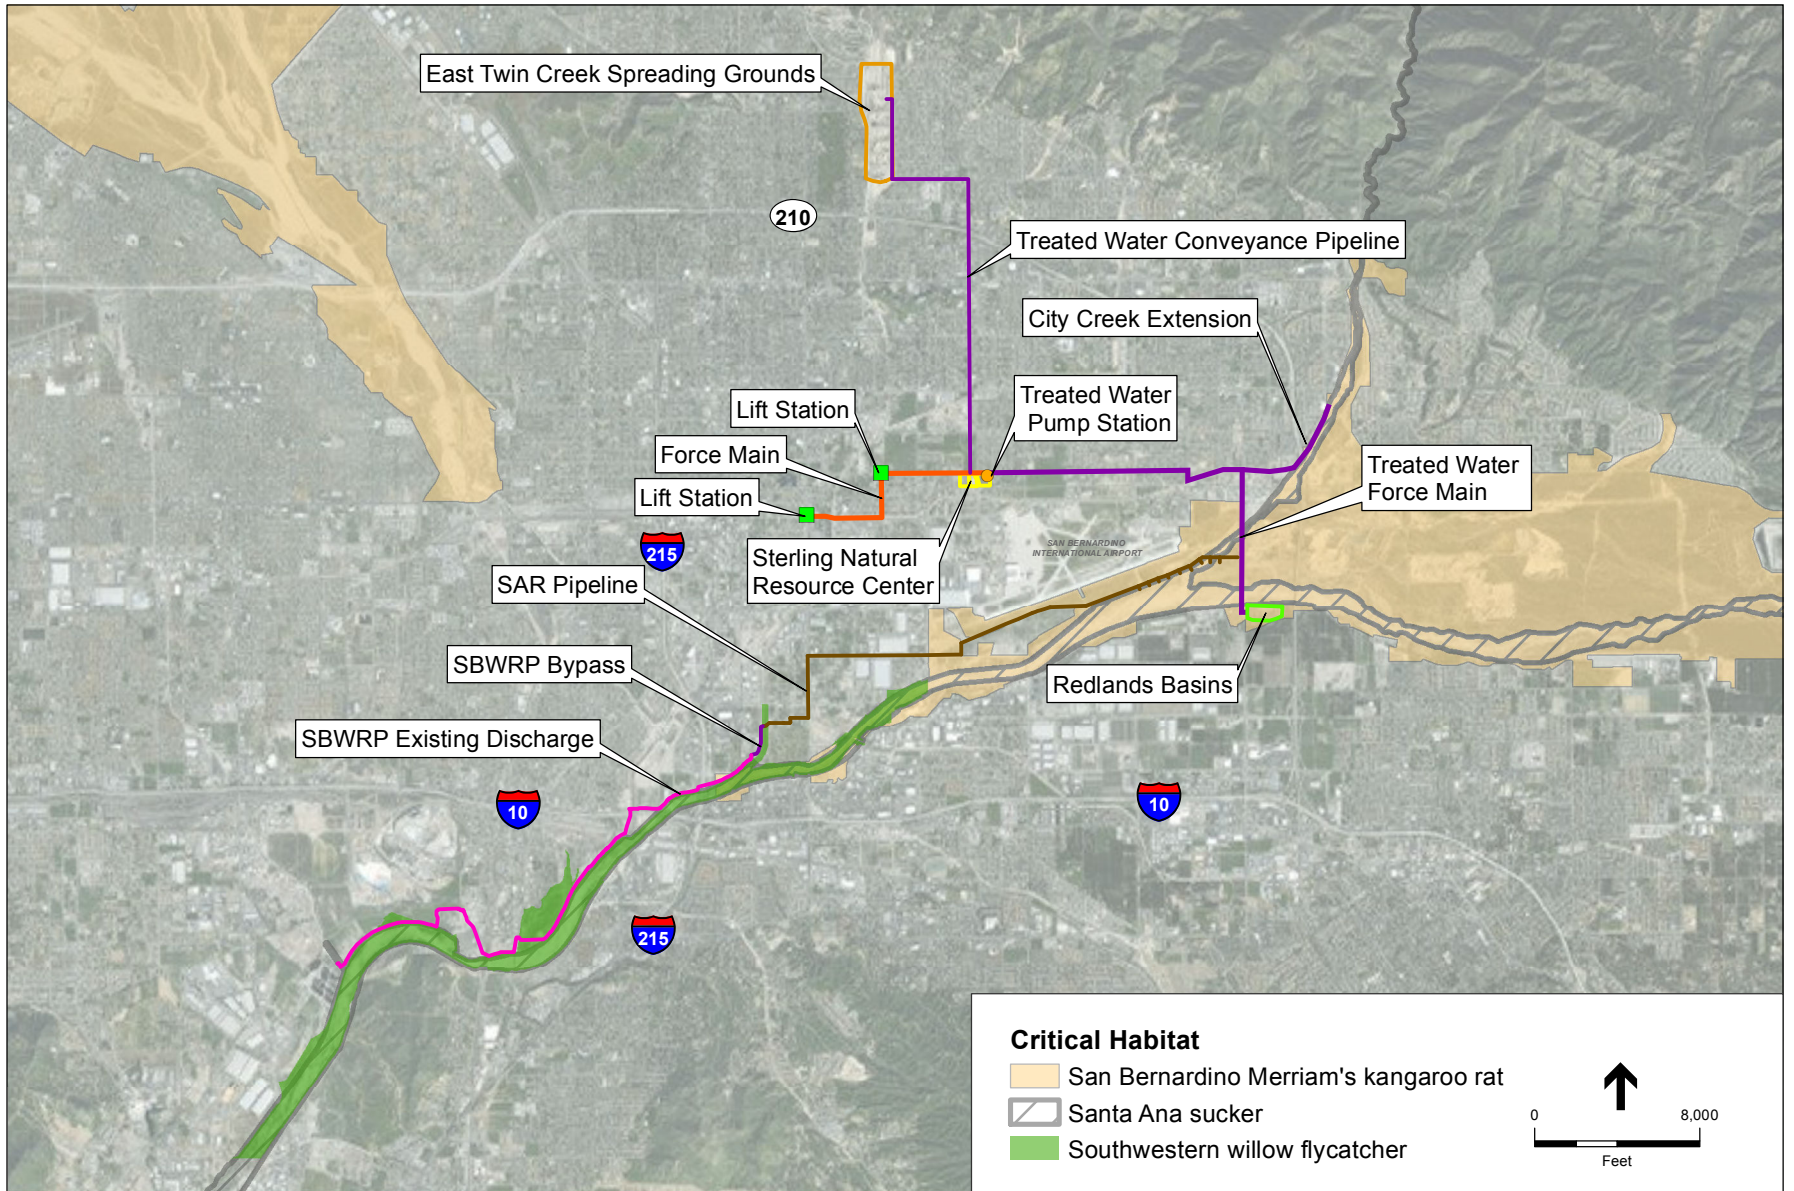 East Twin Creek Spreading Grounds
210
Treated Water Conveyance Pipeline
City Creek Extension
Lift Station
Treated Water
Pump Station
Force Main
Treated Water
Force Main
Lift Station
215
Sterling Natural
Resource Center
SAN BERNARDINO
INTERNATIONAL AIRPORT
SAR Pipeline
SBWRP Bypass
Redlands Basins
SBWRP Existing Discharge
10
10
215
Critical Habitat
San Bernardino Merriam's kangaroo rat
Santa Ana sucker
Southwestern willow flycatcher
0 8,000
Feet